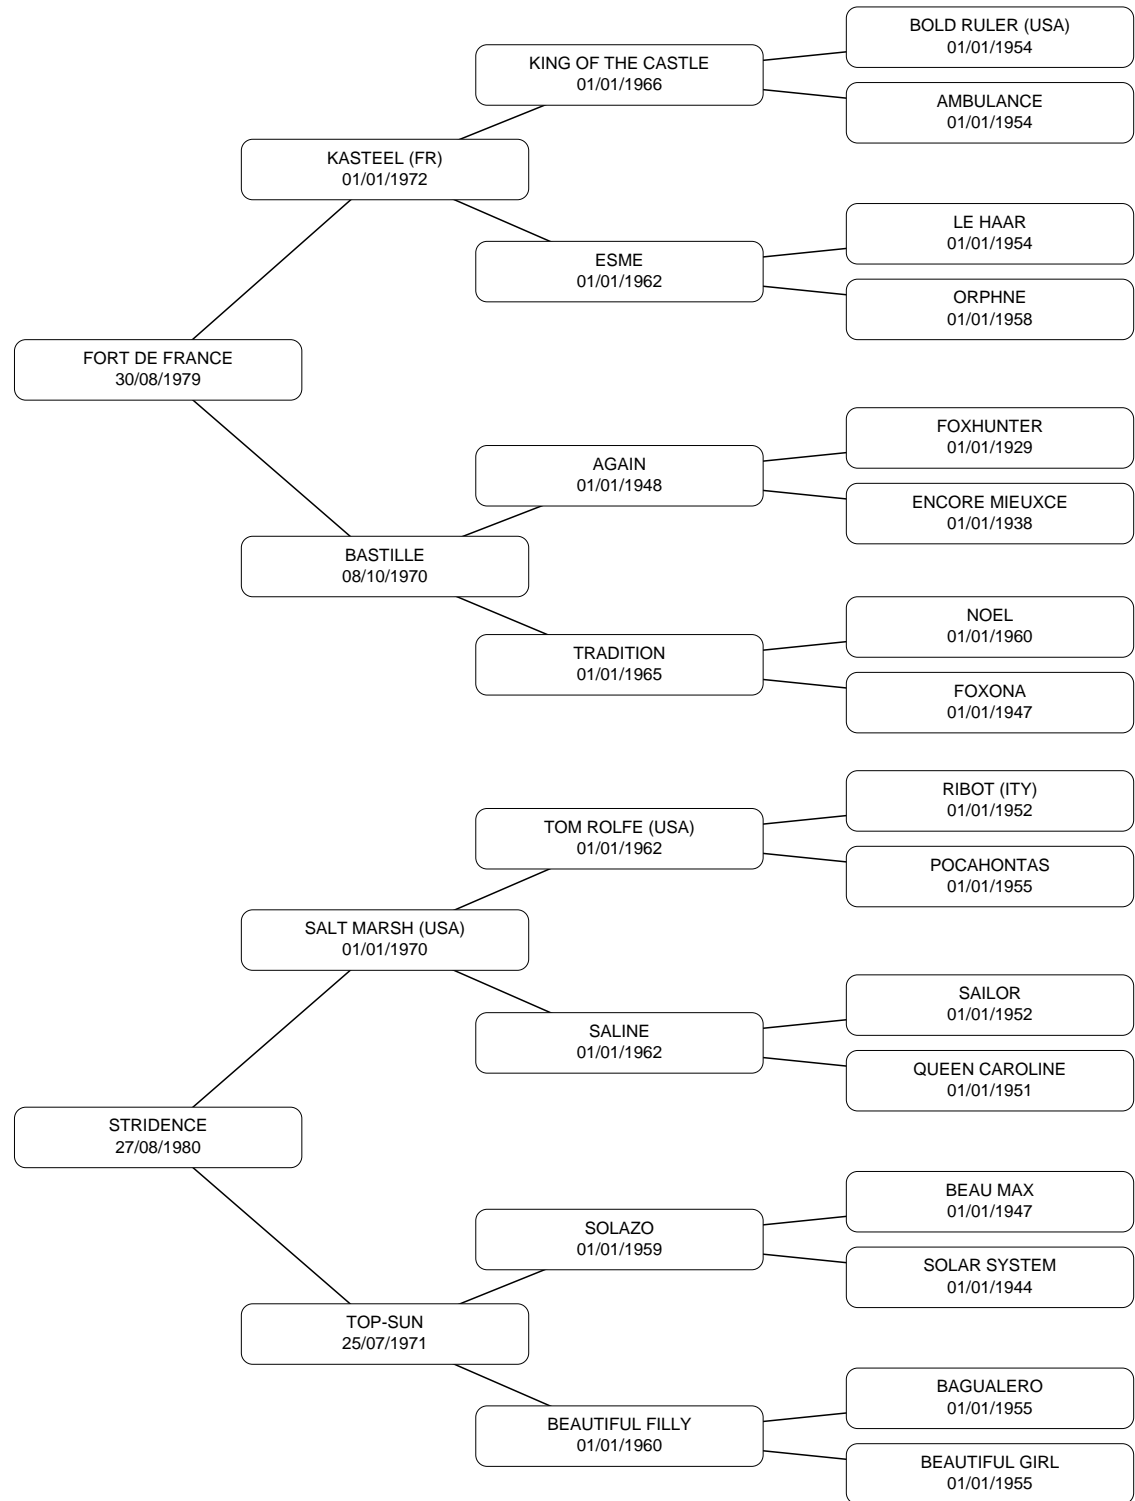 BOLD RULER (USA)
01/01/1954
KING OF THE CASTLE
01/01/1966
AMBULANCE
01/01/1954
KASTEEL (FR)
01/01/1972
LE HAAR
01/01/1954
ESME
01/01/1962
ORPHNE
01/01/1958
FORT DE FRANCE
30/08/1979
FOXHUNTER
01/01/1929
AGAIN
01/01/1948
ENCORE MIEUXCE
01/01/1938
BASTILLE
08/10/1970
NOEL
01/01/1960
TRADITION
01/01/1965
FOXONA
01/01/1947
RIBOT (ITY)
01/01/1952
TOM ROLFE (USA)
01/01/1962
POCAHONTAS
01/01/1955
SALT MARSH (USA)
01/01/1970
SAILOR
01/01/1952
SALINE
01/01/1962
QUEEN CAROLINE
01/01/1951
STRIDENCE
27/08/1980
BEAU MAX
01/01/1947
SOLAZO
01/01/1959
SOLAR SYSTEM
01/01/1944
TOP-SUN
25/07/1971
BAGUALERO
01/01/1955
BEAUTIFUL FILLY
01/01/1960
BEAUTIFUL GIRL
01/01/1955